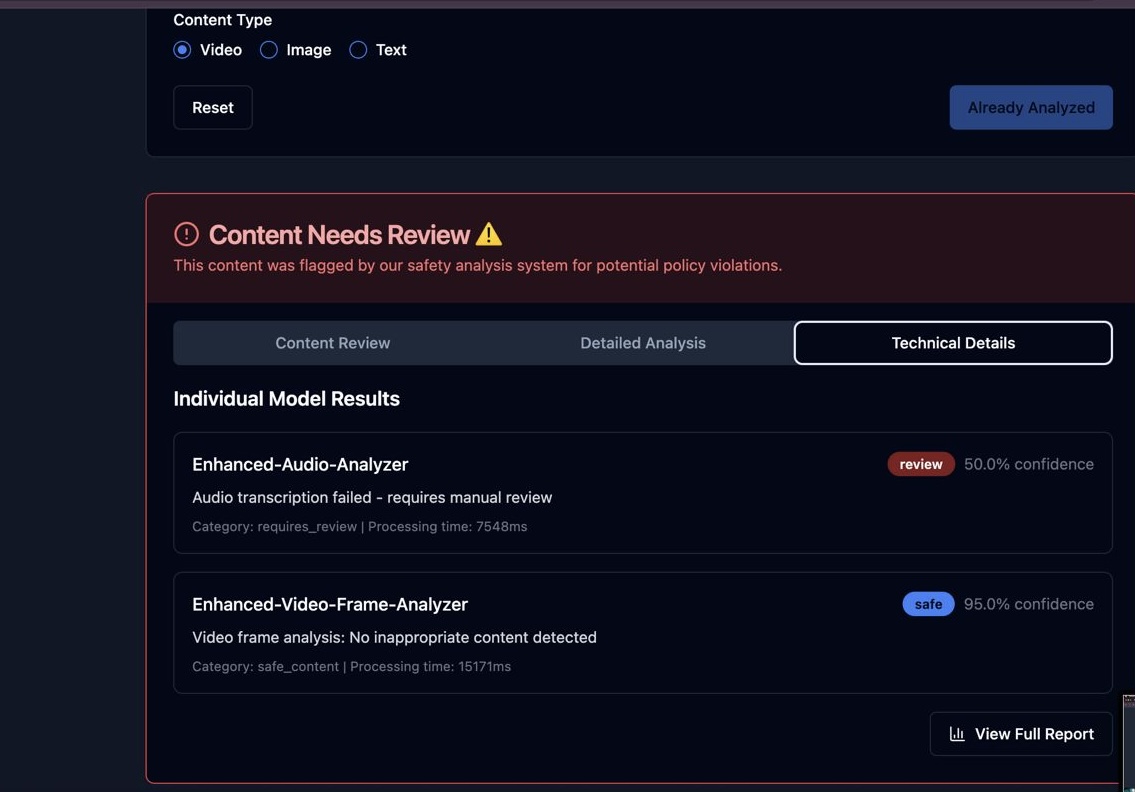 Content Type
Video Image Text
Reset Already Analyzed
Content Needs Review ⚠️
This content was flagged by our safety analysis system for potential policy violations.
Content Review Detailed Analysis Technical Details
Individual Model Results
Enhanced-Audio-Analyzer review 50.0% confidence
Audio transcription failed - requires manual review
Category: requires_review | Processing time: 7548ms
Enhanced-Video-Frame-Analyzer safe 95.0% confidence
Video frame analysis: No inappropriate content detected
Category: safe_content | Processing time: 15171ms
View Full Report